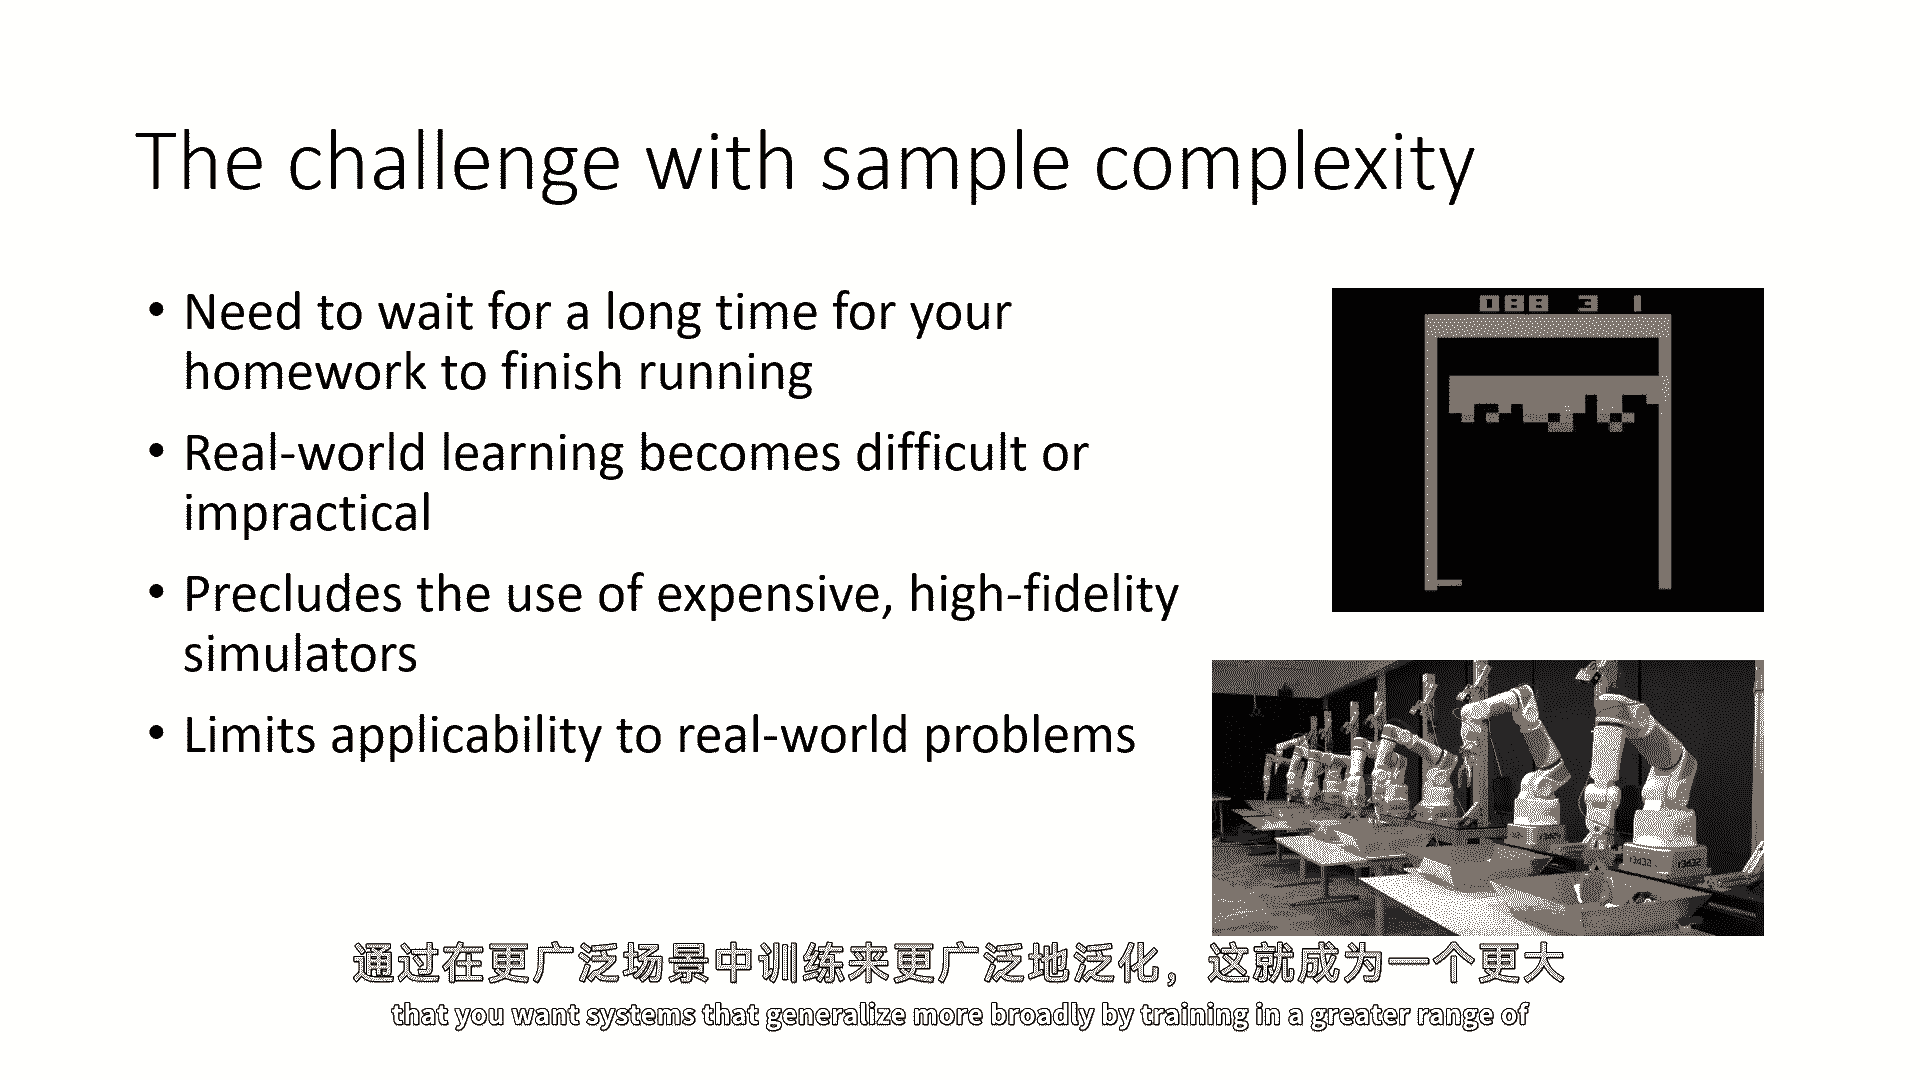 The challenge with sample complexity
• Need to wait for a long time for your
homework to finish running
• Real-world learning becomes difficult or
impractical
• Precludes the use of expensive, high-fidelity
simulators
• Limits applicability to real-world problems
088 3 1
通过在更广泛场景中训练来更广泛地泛化，这就成为一个更大
that you want systems that generalize more broadly by training in a greater range of